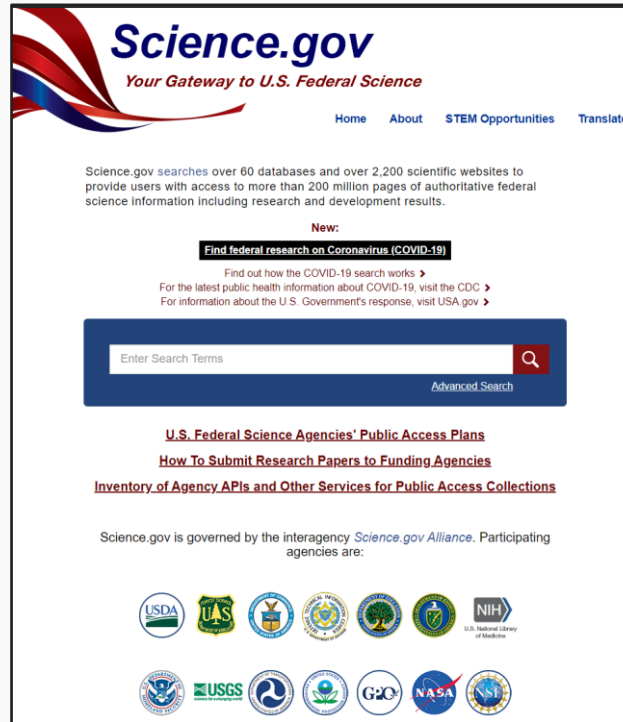 Science.gov
Your Gateway to U.S. Federal Science
Home About STEM Opportunities Translate
Science.gov searches over 60 databases and over 2,200 scientific websites to
provide users with access to more than 200 million pages of authoritative federal
science information including research and development results.
New:
Find federal research on Coronavirus (COVID-19)
Find out how the COVID-19 search works >
For the latest public health information about COVID-19, visit the CDC >
For information about the U.S. Government's response, visit USA.gov >
Enter Search Terms
Advanced Search
U.S. Federal Science Agencies' Public Access Plans
How To Submit Research Papers to Funding Agencies
Inventory of Agency APIs and Other Services for Public Access Collections
Science.gov is governed by the interagency Science.gov Alliance. Participating
agencies are:
USDA
UAS
NIH
U.S. National Library
of Medicine
USGS
GPO
NASA
NSF